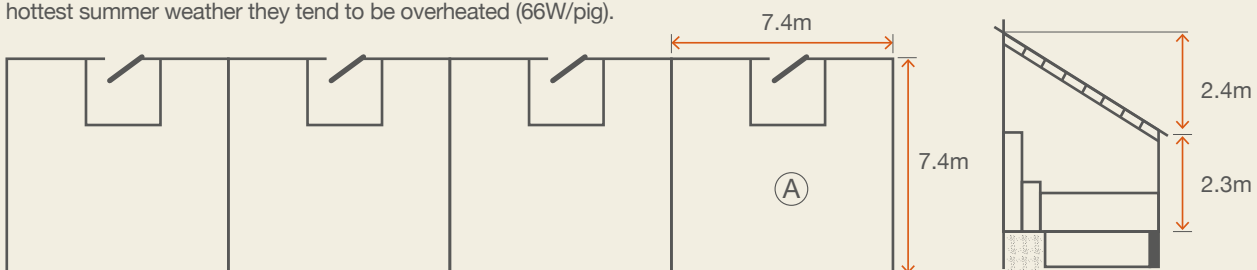 hottest summer weather they tend to be overheated (66W/pig).
7.4m
7.4m
A
2.4m
2.3m